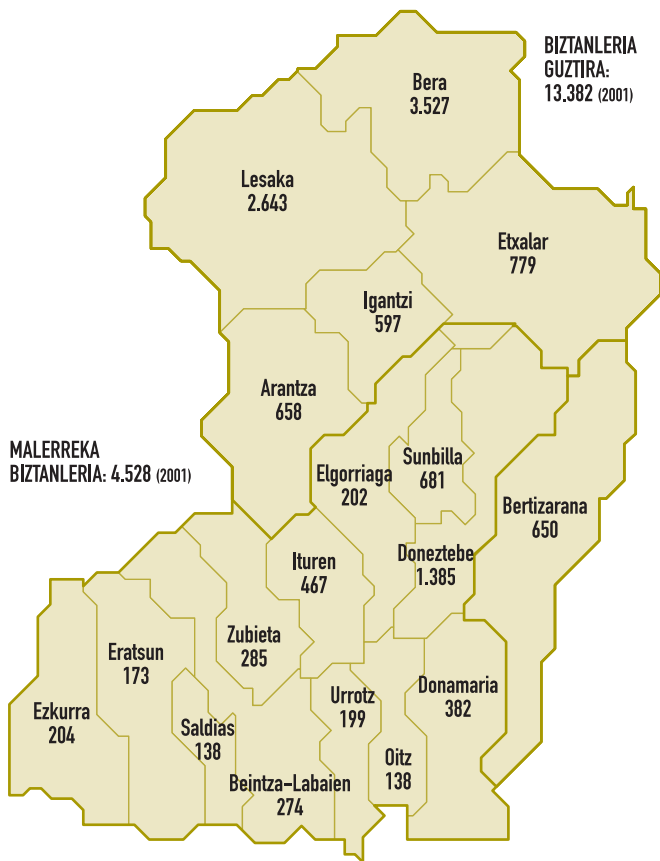 BIZTANLERIA
GUZTIRA:
13.382 (2001)
Bera
3.527
Lesaka
2.643
Etxalar
779
Igantzi
597
Arantza
658
MALERREKA
BIZTANLERIA: 4.528 (2001)
Sunbilla
681
Elgorriaga
202
Bertizarana
650
Doneztebe
1.385
Ituren
467
Zubieta
285
Eratsun
173
Ezkurra
204
Saldias
138
Urrotz
199
Donamaria
382
Oitz
138
Beintza-Labaien
274